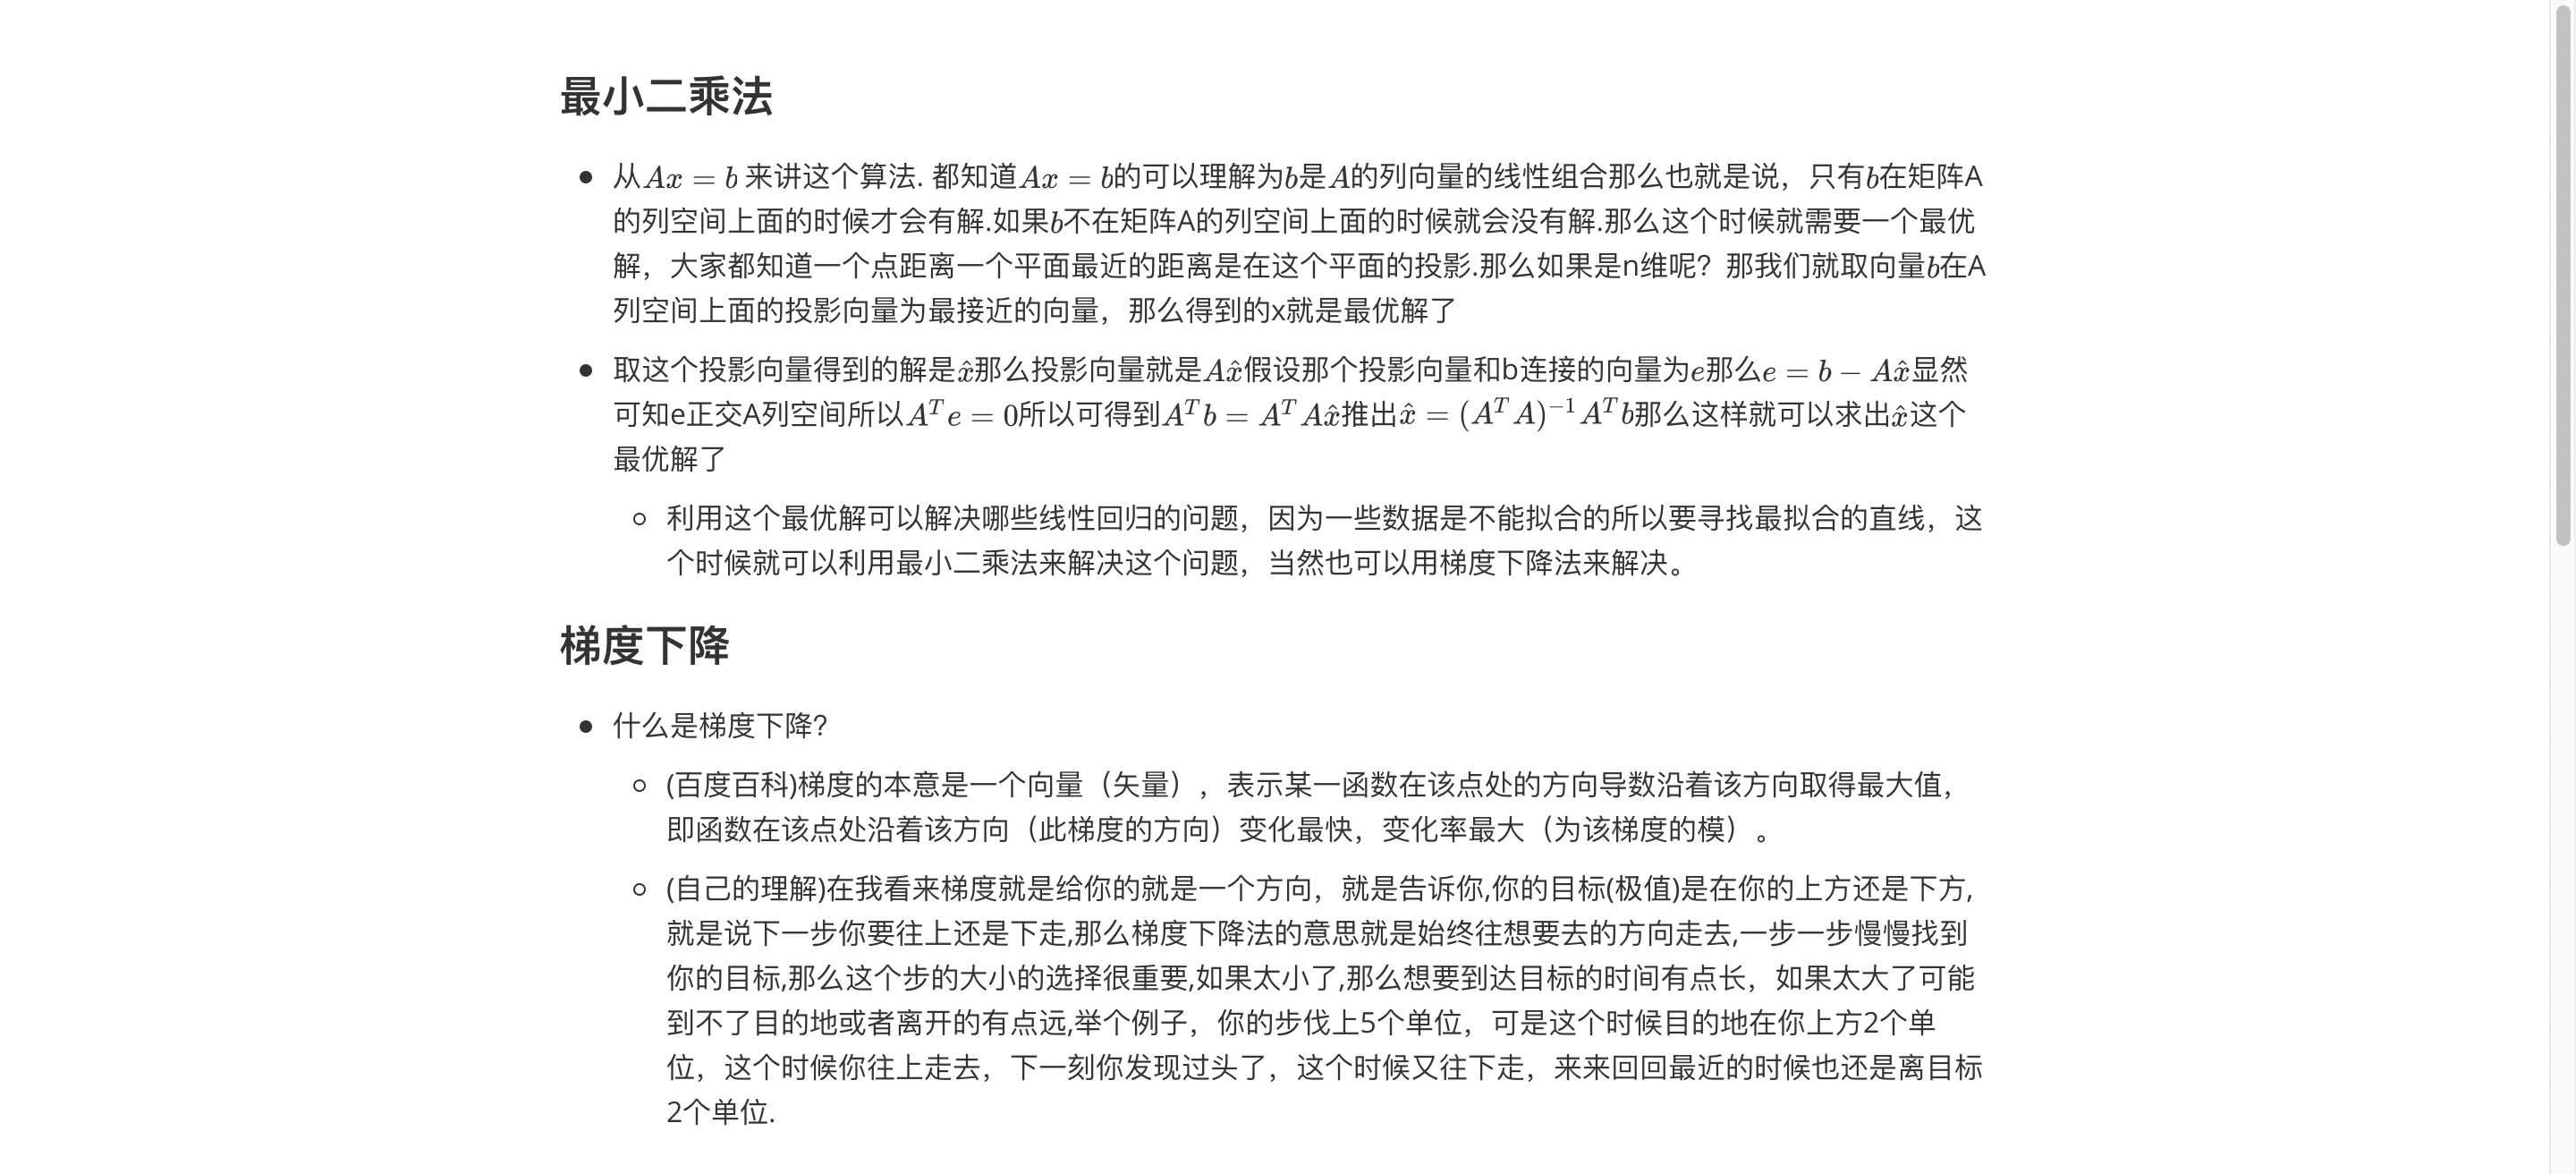 最小二乘法
从Ax = b 来讲这个算法. 都知道Ax = b的可以理解为b是A的列向量的线性组合那么也就是说，只有b在矩阵A
的列空间上面的时候才会有解.如果b不在矩阵A的列空间上面的时候就会没有解.那么这个时候就需要一个最优
解，大家都知道一个点距离一个平面最近的距离是在这个平面的投影.那么如果是n维呢？那我们就取向量b在A
列空间上面的投影向量为最接近的向量，那么得到的x就是最优解了
取这个投影向量得到的解是x̂那么投影向量就是Ax̂假设那个投影向量和b连接的向量为e那么e = b − Ax̂显然
可知e正交A列空间所以A^T e = 0所以可得到A^T b = A^T Ax̂推出x̂ = (A^T A)^{−1} A^T b那么这样就可以求出x̂这个
最优解了
利用这个最优解可以解决哪些线性回归的问题，因为一些数据是不能拟合的所以要寻找最拟合的直线，这
个时候就可以利用最小二乘法来解决这个问题，当然也可以用梯度下降法来解决。
梯度下降
什么是梯度下降?
(百度百科)梯度的本意是一个向量（矢量），表示某一函数在该点处的方向导数沿着该方向取得最大值，
即函数在该点处沿着该方向（此梯度的方向）变化最快，变化率最大（为该梯度的模）。
(自己的理解)在我看来梯度就是给你的就是一个方向，就是告诉你,你的目标(极值)是在你的上方还是下方,
就是说下一步你要往上还是下走,那么梯度下降法的意思就是始终往想要去的方向走去,一步一步慢慢找到
你的目标,那么这个步的大小的选择很重要,如果太小了,那么想要到达目标的时间有点长，如果太大了可能
到不了目的地或者离开的有点远,举个例子，你的步伐上5个单位，可是这个时候目的地在你上方2个单
位，这个时候你往上走去，下一刻你发现过头了，这个时候又往下走，来来回回最近的时候也还是离目标
2个单位.